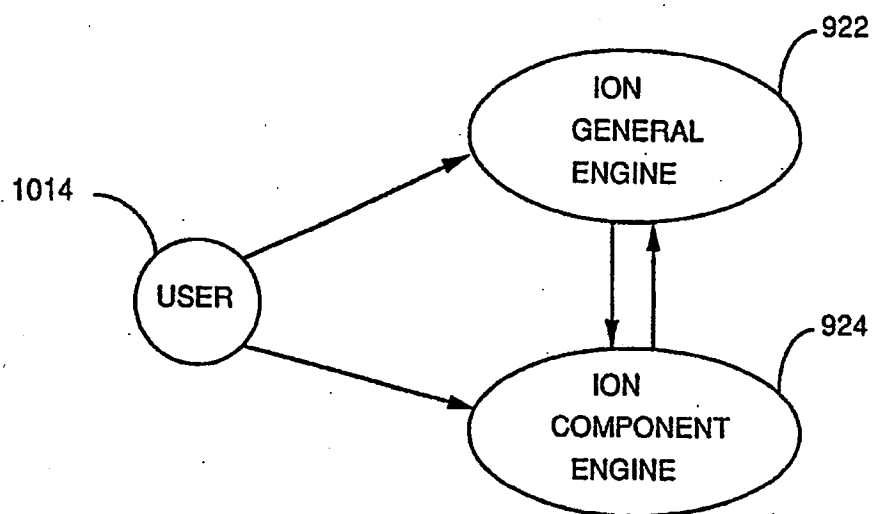 922
ION
GENERAL
ENGINE
1014
USER
924
ION
COMPONENT
ENGINE